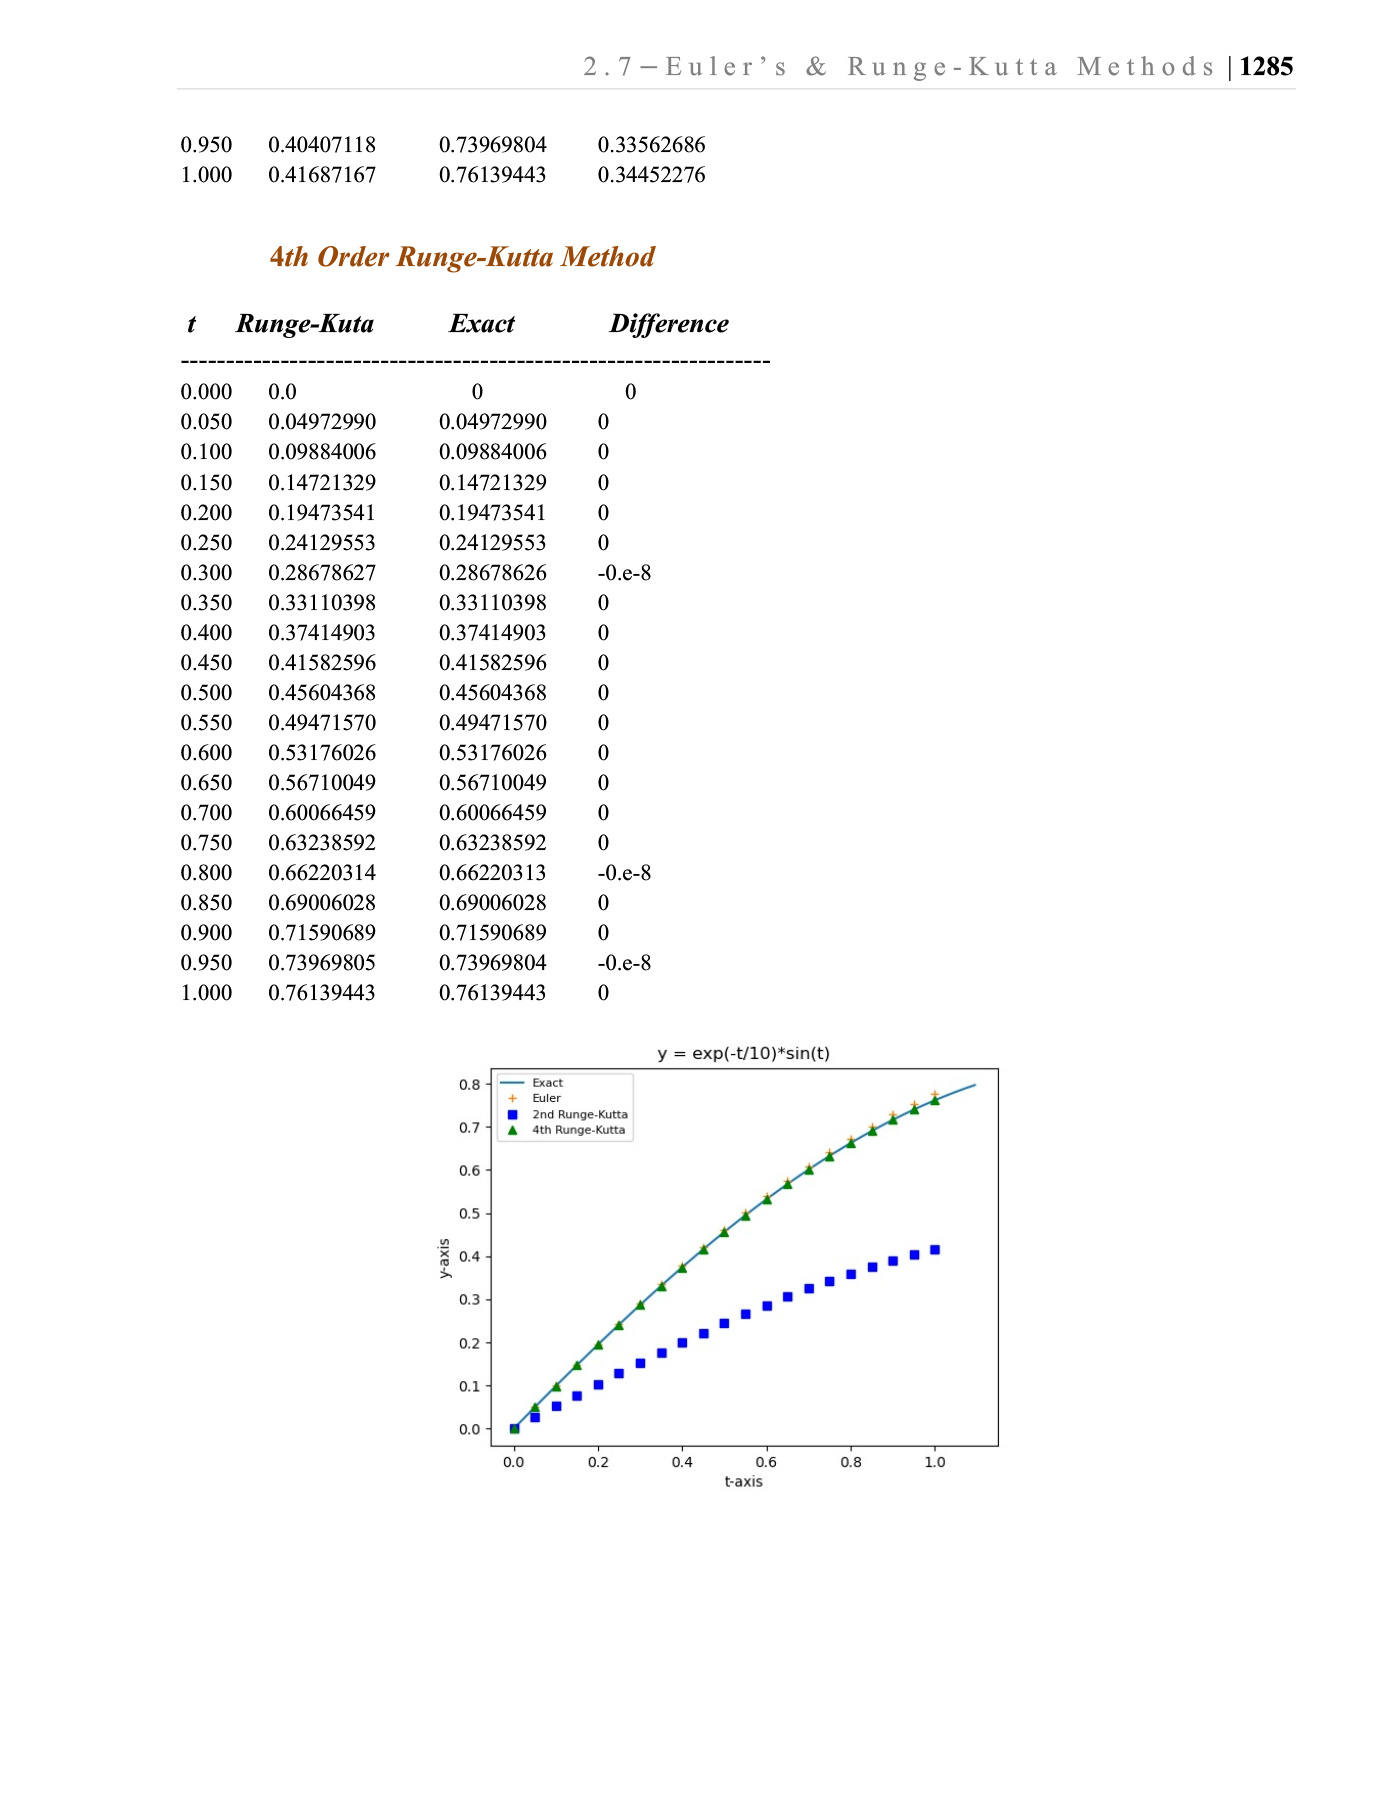 2.7–Euler’s & Runge-Kutta Methods | 1285
0.950 0.40407118 0.73969804 0.33562686
1.000 0.41687167 0.76139443 0.34452276
4th Order Runge-Kutta Method
t Runge-Kuta Exact Difference
-----------------------------------------------------------------
0.000 0.0 0 0
0.050 0.04972990 0.04972990 0
0.100 0.09884006 0.09884006 0
0.150 0.14721329 0.14721329 0
0.200 0.19473541 0.19473541 0
0.250 0.24129553 0.24129553 0
0.300 0.28678627 0.28678626 -0.e-8
0.350 0.33110398 0.33110398 0
0.400 0.37414903 0.37414903 0
0.450 0.41582596 0.41582596 0
0.500 0.45604368 0.45604368 0
0.550 0.49471570 0.49471570 0
0.600 0.53176026 0.53176026 0
0.650 0.56710049 0.56710049 0
0.700 0.60066459 0.60066459 0
0.750 0.63238592 0.63238592 0
0.800 0.66220314 0.66220313 -0.e-8
0.850 0.69006028 0.69006028 0
0.900 0.71590689 0.71590689 0
0.950 0.73969805 0.73969804 -0.e-8
1.000 0.76139443 0.76139443 0
y = exp(-t/10)*sin(t)
Exact
Euler
2nd Runge-Kutta
4th Runge-Kutta
0.8
0.7
0.6
0.5
0.4
0.3
0.2
0.1
0.0
y-axis
0.0 0.2 0.4 0.6 0.8 1.0
t-axis